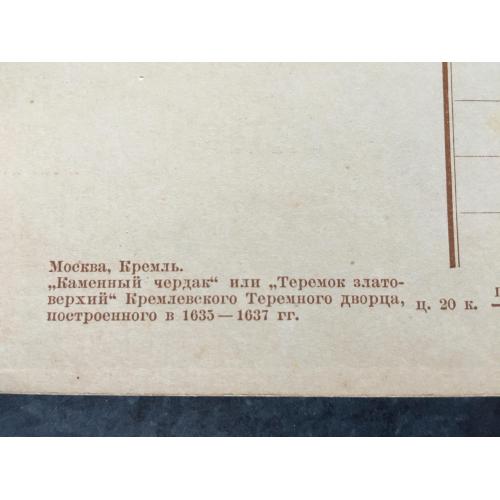 Москва, Кремль.
„Каменный чердак“ или „Теремок злато-
верхий“ Кремлевского Теремного дворца,
построенного в 1635—1637 гг.
ц. 20 к.